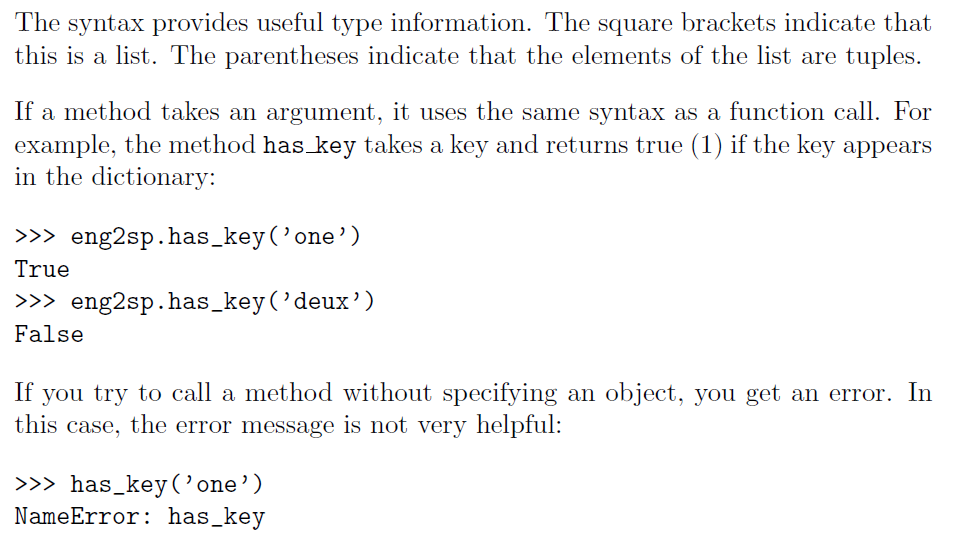 The syntax provides useful type information. The square brackets indicate that
this is a list. The parentheses indicate that the elements of the list are tuples.
If a method takes an argument, it uses the same syntax as a function call. For
example, the method has_key takes a key and returns true (1) if the key appears
in the dictionary:
>>> eng2sp.has_key(’one’)
True
>>> eng2sp.has_key(’deux’)
False
If you try to call a method without specifying an object, you get an error. In
this case, the error message is not very helpful:
>>> has_key(’one’)
NameError: has_key